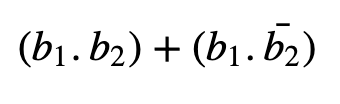 (b₁. b₂) + (b₁. b̄₂)